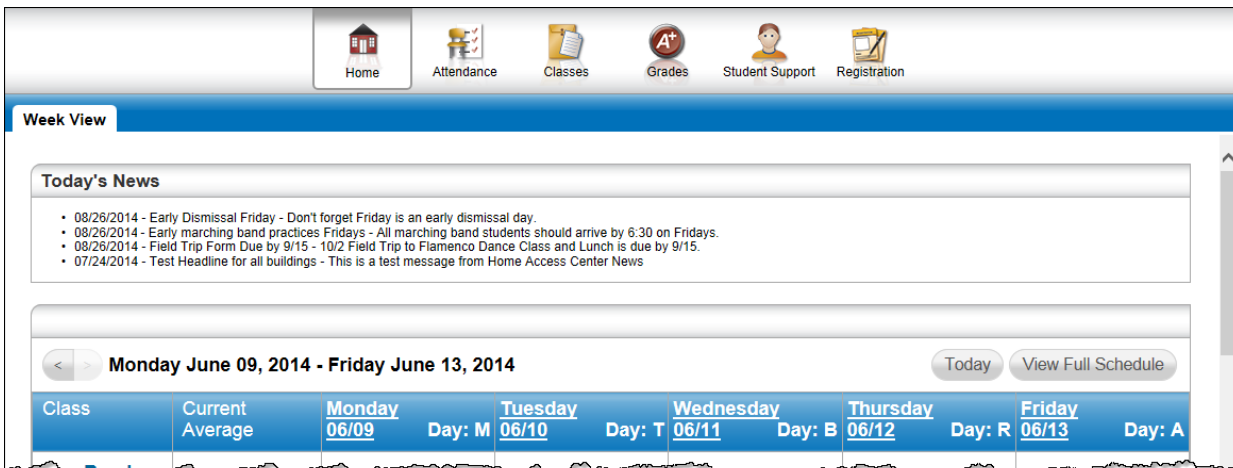 Home Attendance Classes Grades Student Support Registration
Week View
Today's News
• 08/26/2014 - Early Dismissal Friday - Don't forget Friday is an early dismissal day.
• 08/26/2014 - Early marching band practices Fridays - All marching band students should arrive by 6:30 on Fridays.
• 08/26/2014 - Field Trip Form Due by 9/15 - 10/2 Field Trip to Flamenco Dance Class and Lunch is due by 9/15.
• 07/24/2014 - Test Headline for all buildings - This is a test message from Home Access Center News
< > Monday June 09, 2014 - Friday June 13, 2014 Today View Full Schedule
Class Current Monday Tuesday Wednesday Thursday Friday
Average 06/09 Day: M 06/10 Day: T 06/11 Day: B 06/12 Day: R 06/13 Day: A